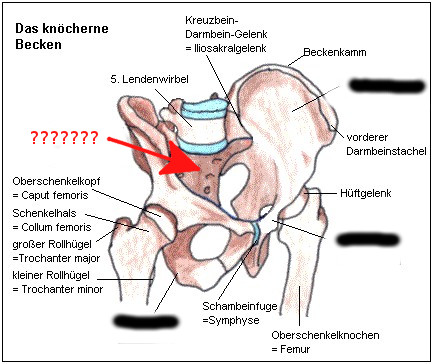 Das knöcherne
Becken
Kreuzbein-
Darmbein-Gelenk
= Iliosakralgelenk
Beckenkamm
5. Lendenwirbel
???????
vorderer
Darmbeinstachel
Oberschenkelkopf
= Caput femoris
Hüftgelenk
Schenkelhals
= Collum femoris
großer Rollhügel
=Trochanter major
kleiner Rollhügel
= Trochanter minor
Schambeinfuge
=Symphyse
Oberschenkelknochen
= Femur